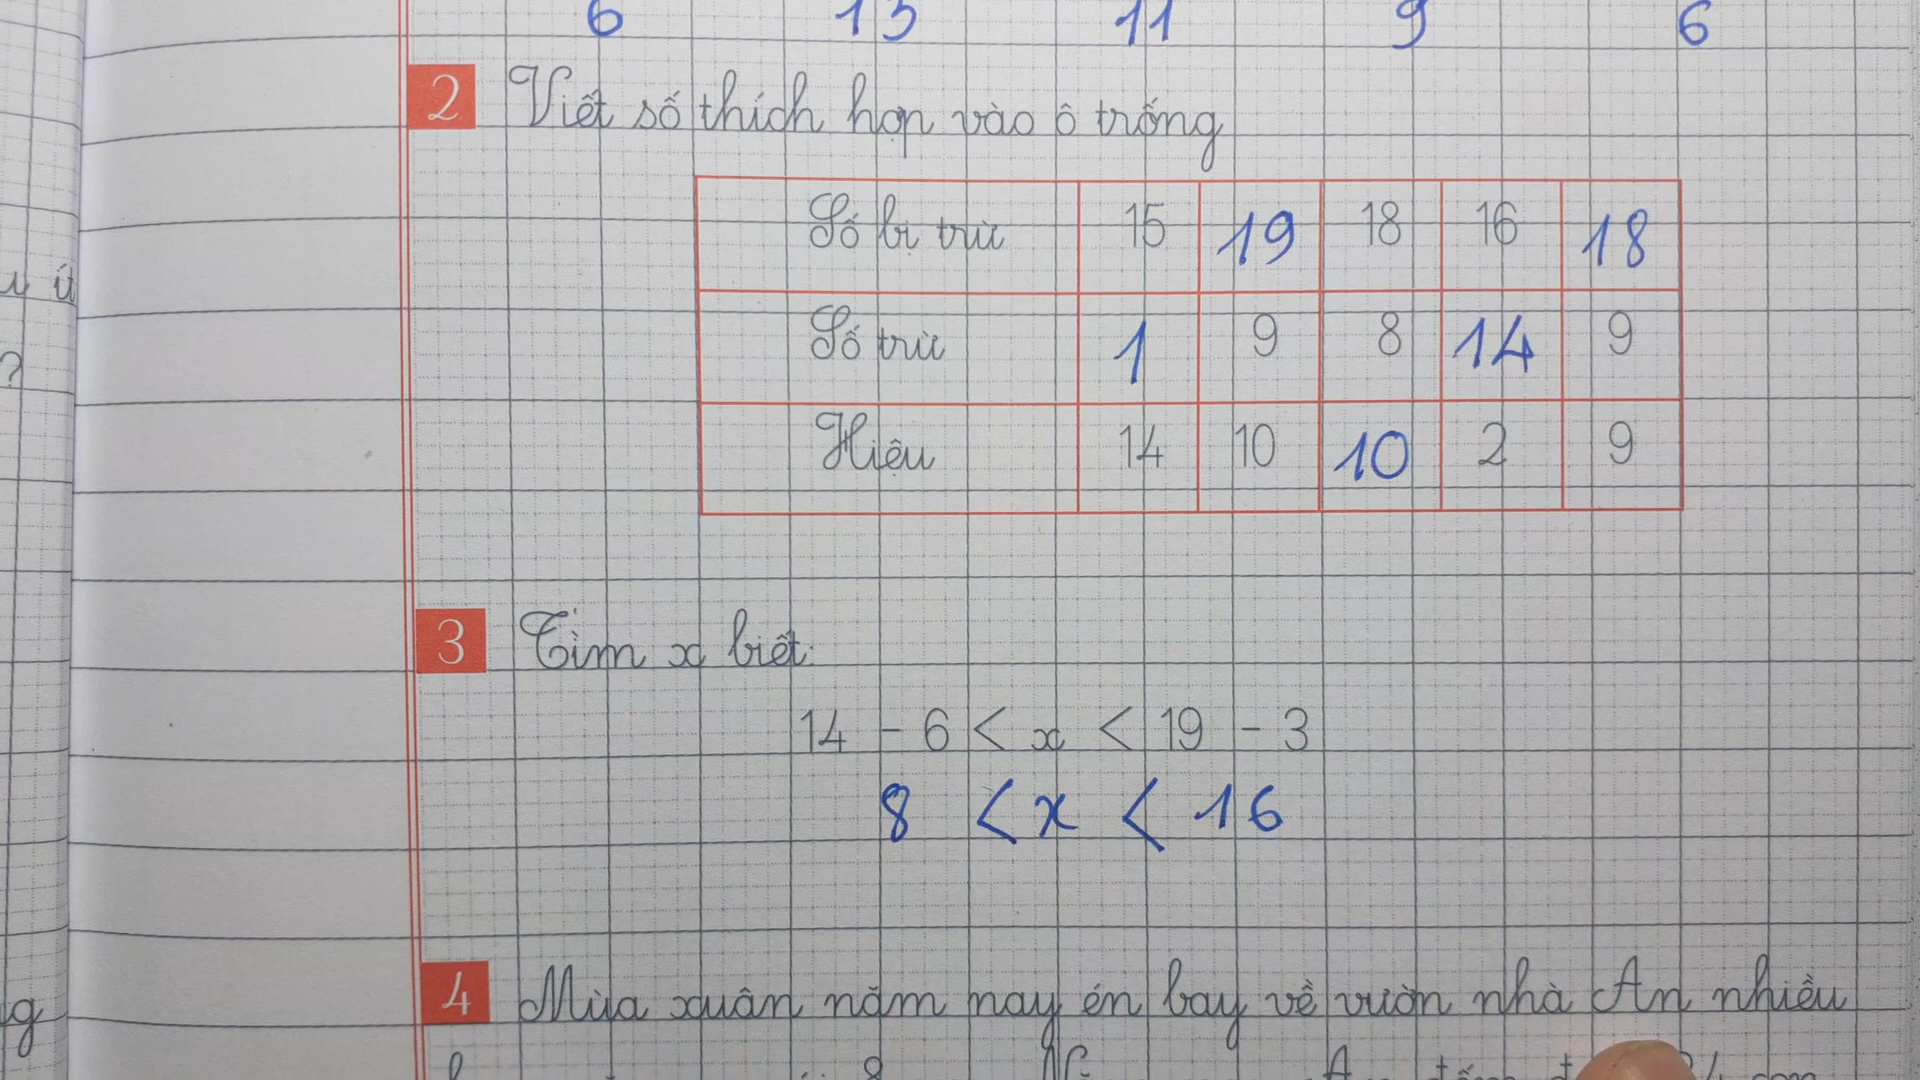 6 13 11 9 6
2 Viết số thích hợp vào ô trống
Số bị trừ 15 19 18 16 18
Số trừ 1 9 8 14 9
Hiệu 14 10 10 2 9
3 Tìm x biết:
14 - 6 < x < 19 - 3
8 < x < 16
4 Mùa xuân năm nay én bay về vườn nhà An nhiều